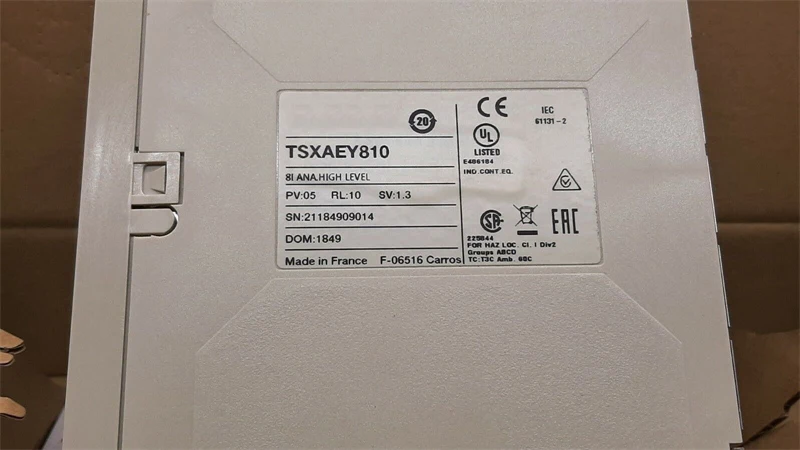 20
TSXAEY810
8I ANA.HIGH LEVEL
PV:05 RL:10 SV:1.3
SN:21184909014
DOM:1849
Made in France F-06516 Carros
CE
IEC
61131-2
UL
LISTED
E486184
IND.CONT.EQ.
225844
FOR HAZ LOC. Cl. I Div2
Groups ABCD
TC:T3C Amb. 60C
EAC